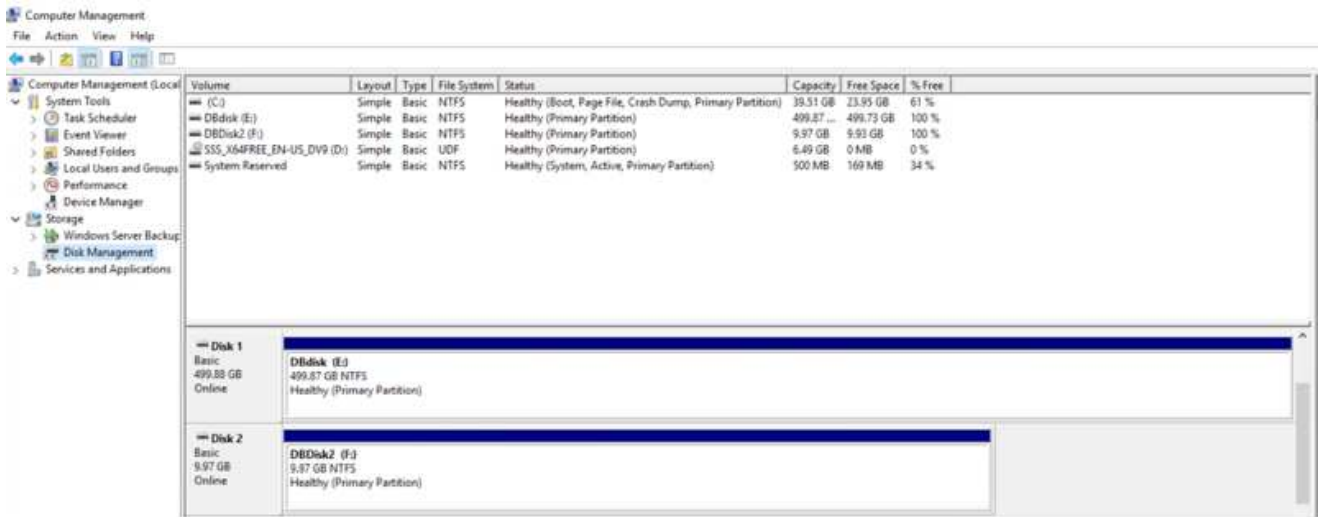 Computer Management
File Action View Help
Computer Management (Local
System Tools
Task Scheduler
Event Viewer
Shared Folders
Local Users and Groups
Performance
Device Manager
Storage
Windows Server Backup
Disk Management
Services and Applications
Volume Layout Type File System Status Capacity Free Space % Free
(C:) Simple Basic NTFS Healthy (Boot, Page File, Crash Dump, Primary Partition) 39.51 GB 23.95 GB 61 %
DBdisk (E:) Simple Basic NTFS Healthy (Primary Partition) 499.87 ... 499.73 GB 100 %
DBDisk2 (F:) Simple Basic NTFS Healthy (Primary Partition) 9.97 GB 9.93 GB 100 %
SSS_X64FREE_EN-US_DV9 (D:) Simple Basic UDF Healthy (Primary Partition) 6.49 GB 0 MB 0 %
System Reserved Simple Basic NTFS Healthy (System, Active, Primary Partition) 500 MB 169 MB 34 %
Disk 1
Basic
499.88 GB
Online
DBdisk (E:)
499.87 GB NTFS
Healthy (Primary Partition)
Disk 2
Basic
9.97 GB
Online
DBDisk2 (F:)
9.97 GB NTFS
Healthy (Primary Partition)